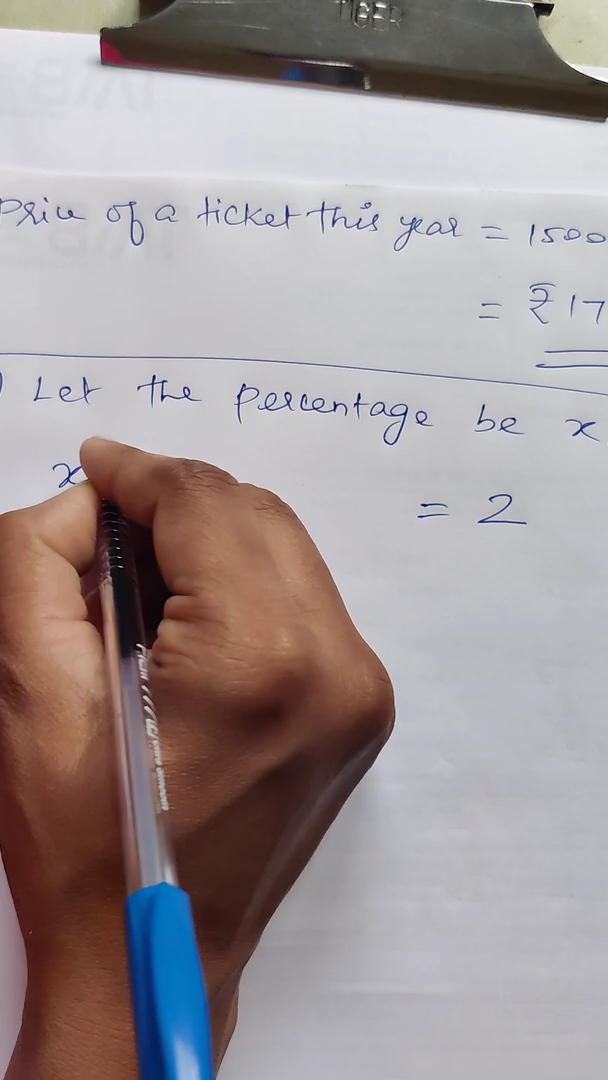 TIGER
Price of a ticket this year = 1500
= ₹17
) Let the percentage be x
x = 2